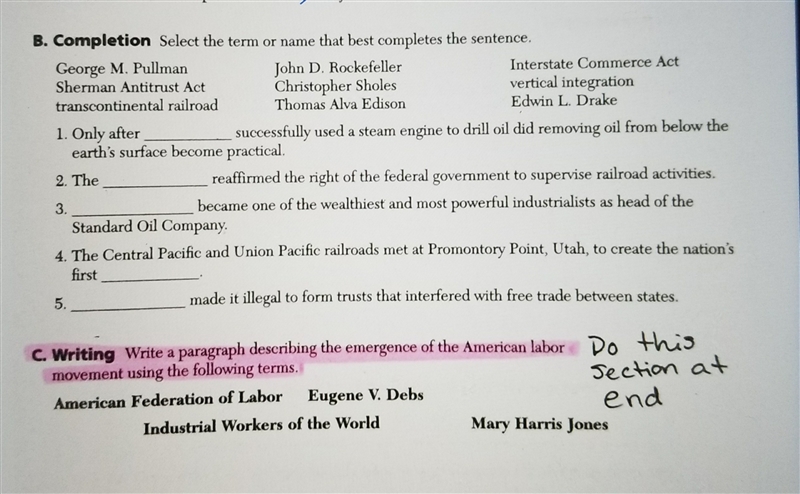 B. Completion Select the term or name that best completes the sentence.
George M. Pullman John D. Rockefeller Interstate Commerce Act
Sherman Antitrust Act Christopher Sholes vertical integration
transcontinental railroad Thomas Alva Edison Edwin L. Drake
1. Only after ____________ successfully used a steam engine to drill oil did removing oil from below the
earth's surface become practical.
2. The ______________ reaffirmed the right of the federal government to supervise railroad activities.
3. ________________ became one of the wealthiest and most powerful industrialists as head of the
Standard Oil Company.
4. The Central Pacific and Union Pacific railroads met at Promontory Point, Utah, to create the nation's
first _____________.
5. _______________ made it illegal to form trusts that interfered with free trade between states.
C. Writing Write a paragraph describing the emergence of the American labor
movement using the following terms.
Do this
section at
end
American Federation of Labor Eugene V. Debs
Industrial Workers of the World Mary Harris Jones